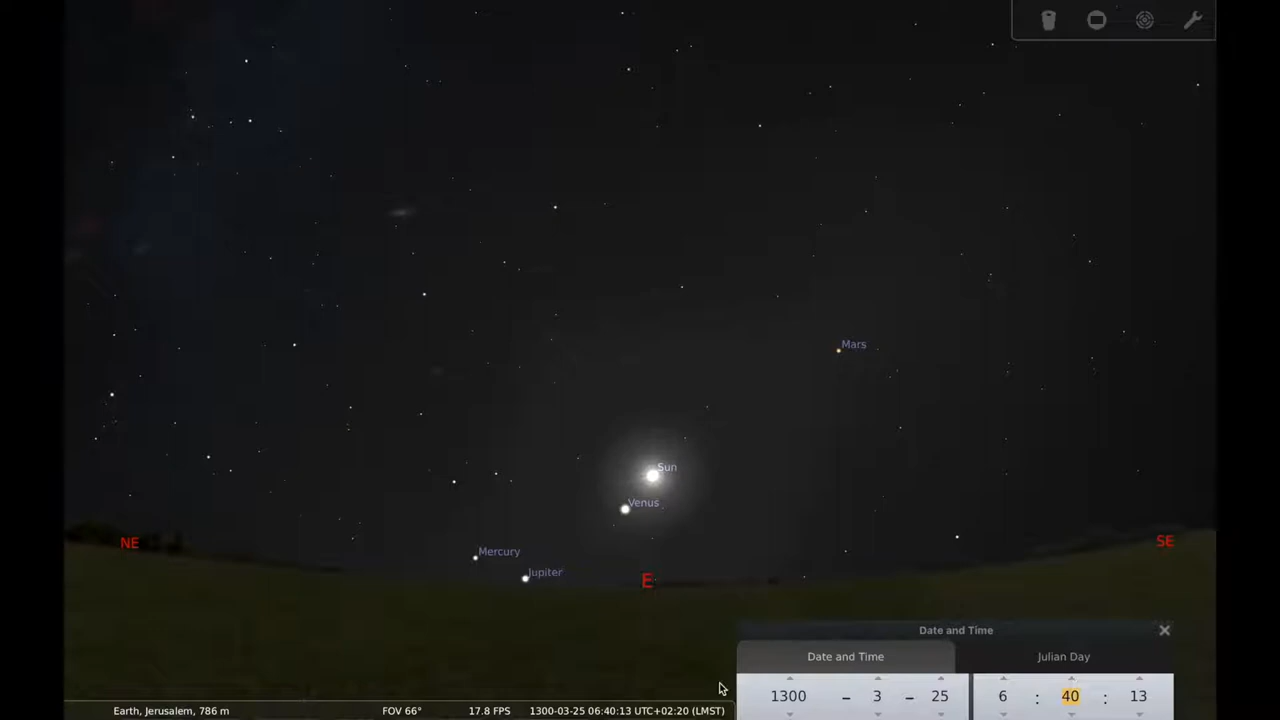 Mars
Sun
Venus
Mercury
Jupiter
NE
E
SE
Date and Time
Date and Time
Julian Day
1300 - 3 - 25
6 : 40 : 13
Earth, Jerusalem, 786 m
FOV 66°
17.8 FPS
1300-03-25 06:40:13 UTC+02:20 (LMST)